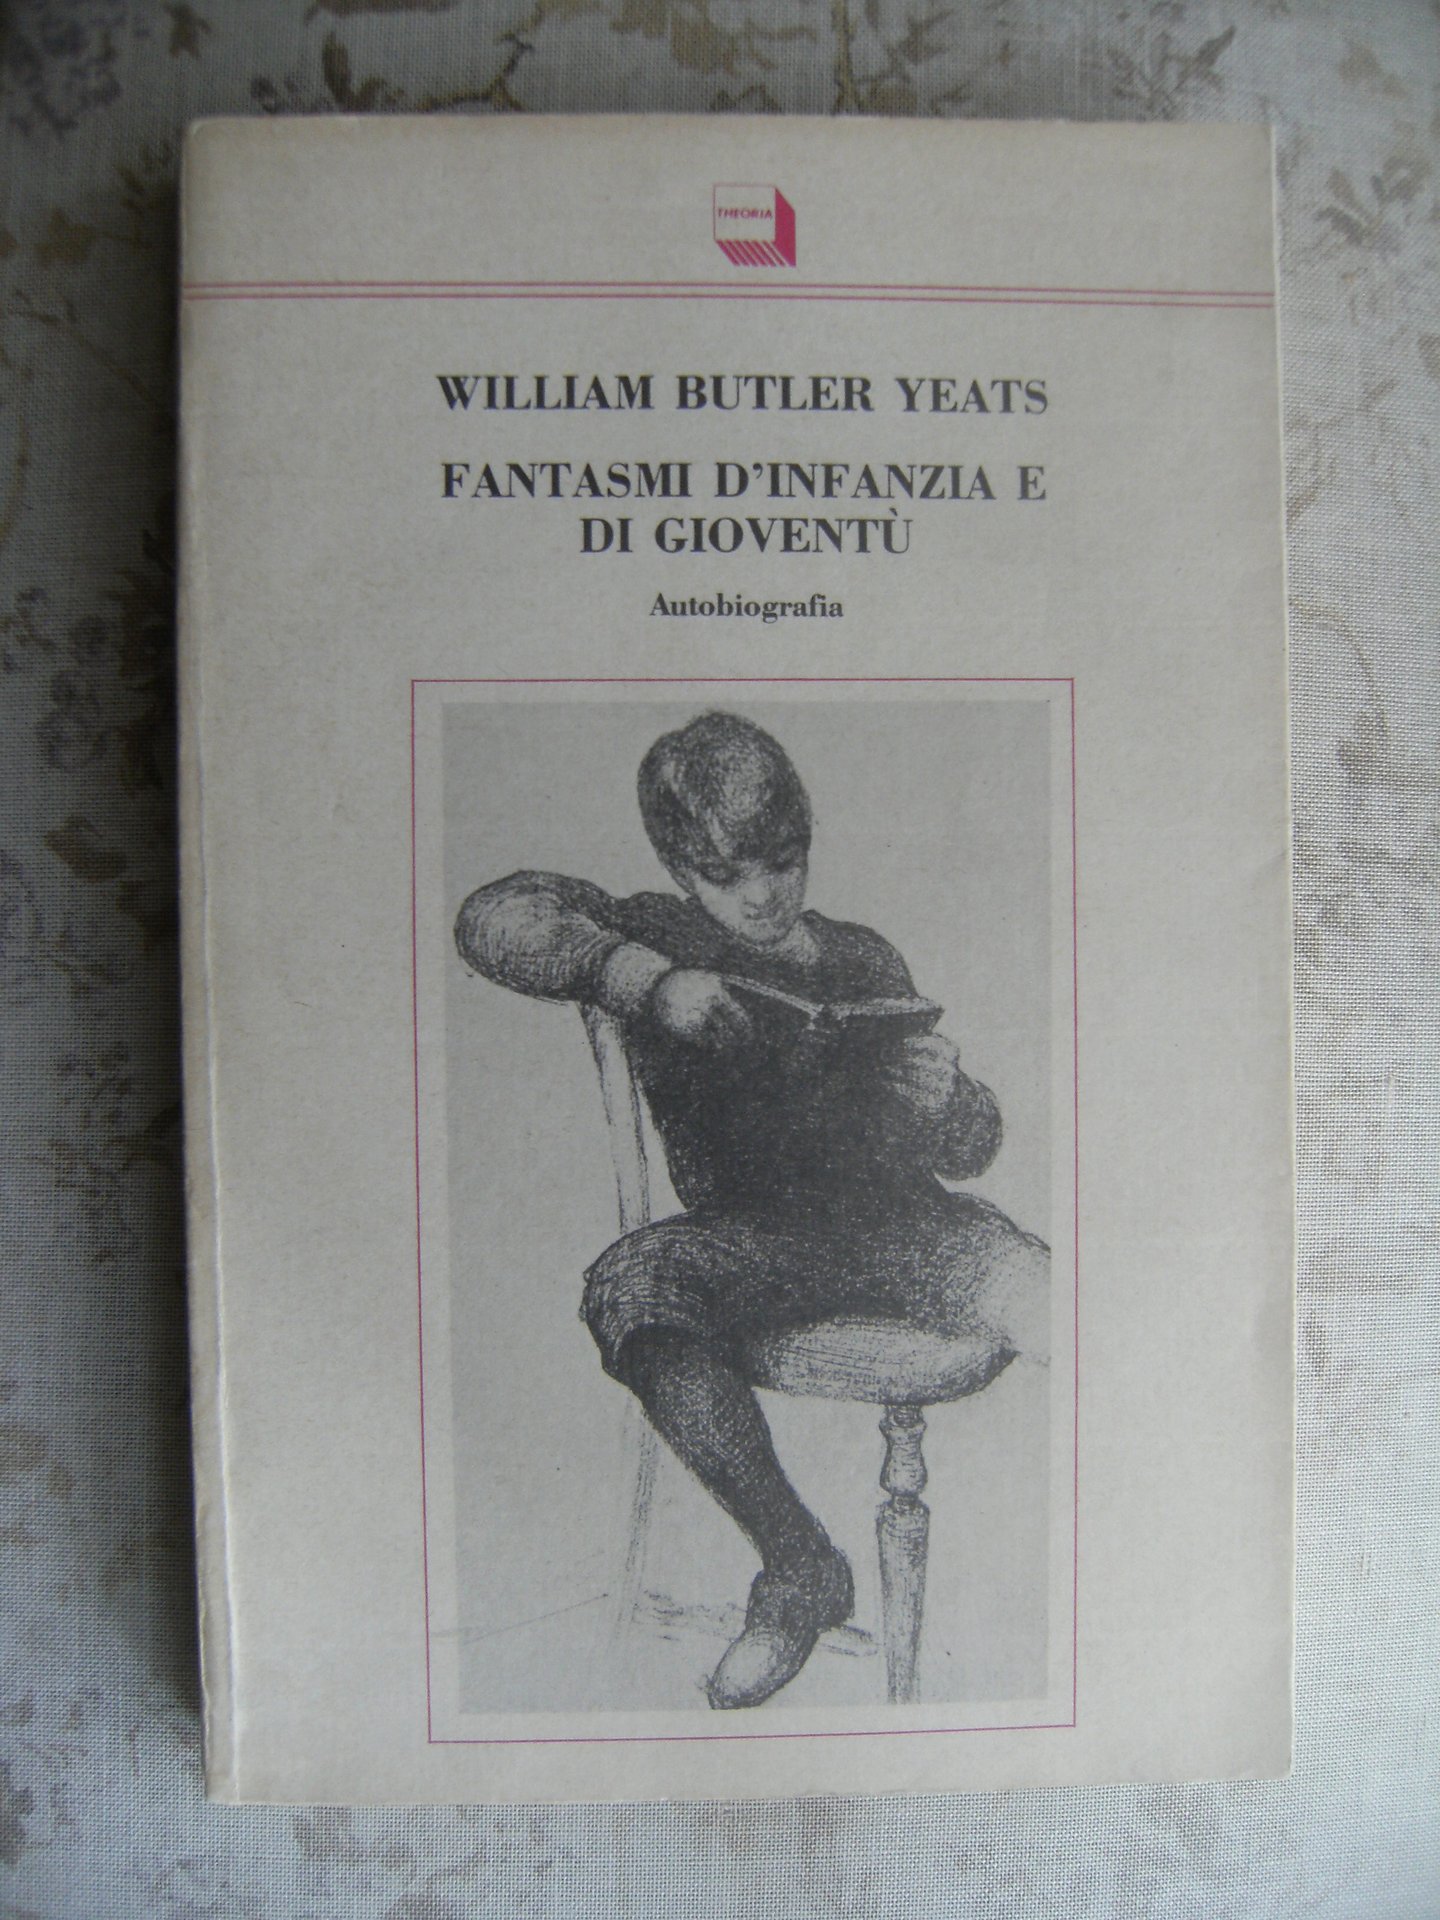 THEORIA
WILLIAM BUTLER YEATS
FANTASMI D'INFANZIA E
DI GIOVENTÙ
Autobiografia